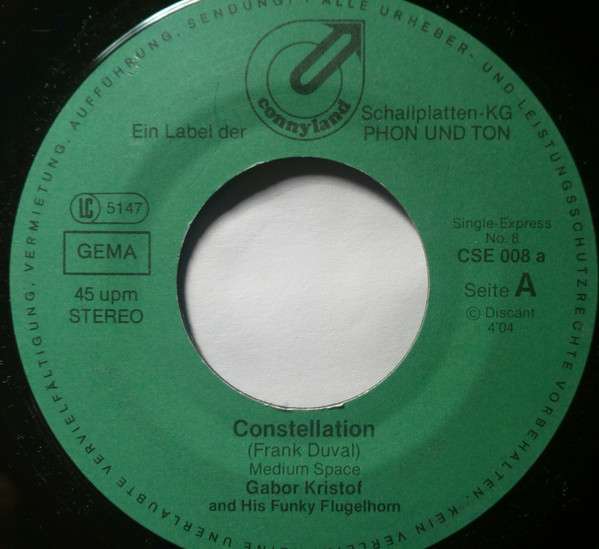 VERVIELFÄLTIGUNG, VERMIETUNG, AUFFÜHRUNG, SENDUNG! ALLE URHEBER- UND LEISTUNGSSCHUTZRECHTE VORBEHALTEN, KEIN
UNERLAUBTE
connyland
Schallplatten-KG
Ein Label der PHON UND TON
LC 5147
GEMA
45 upm
STEREO
Single-Express
No. 8
CSE 008 a
Seite A
© Discant
4'04
Constellation
(Frank Duval)
Medium Space
Gabor Kristof
and His Funky Flugelhorn